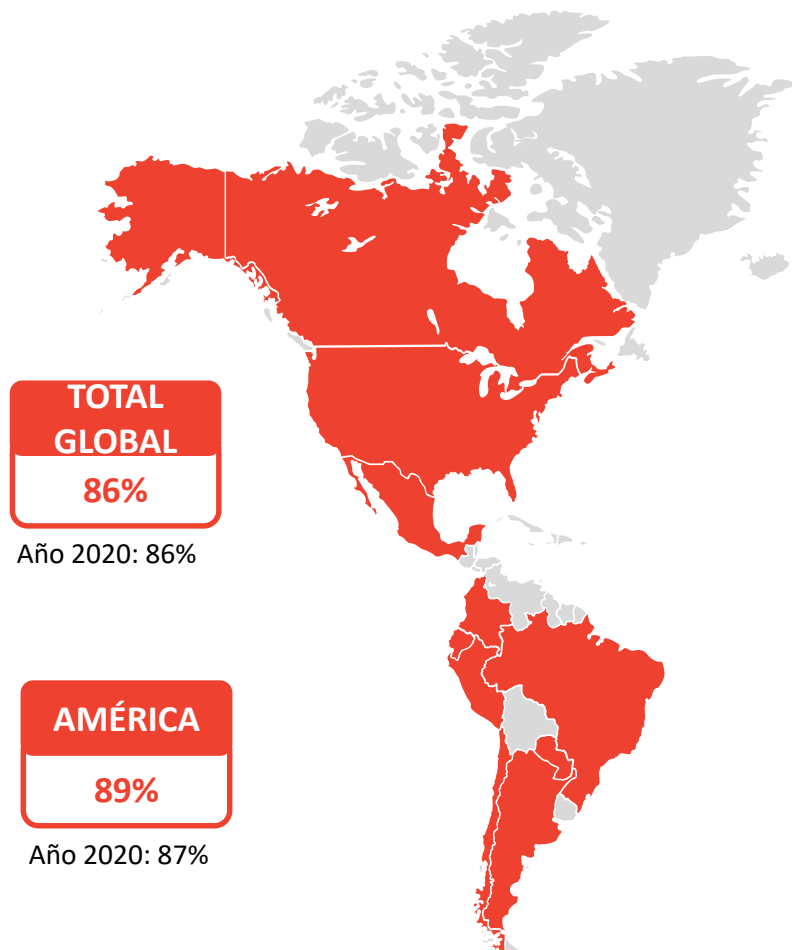 TOTAL
GLOBAL
86%
Año 2020: 86%
AMÉRICA
89%
Año 2020: 87%